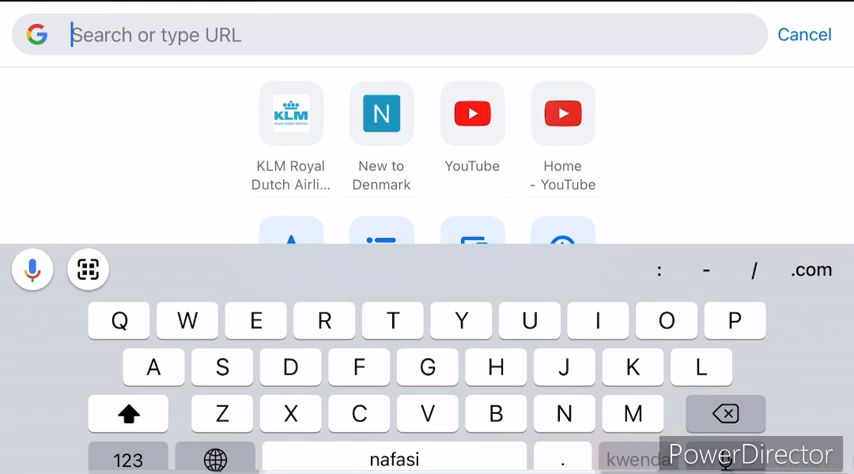 Search or type URL
Cancel
KLM
KLM Royal
Dutch Airli...
N
New to
Denmark
YouTube
Home
- YouTube
: - / .com
Q W E R T Y U I O P
A S D F G H J K L
Z X C V B N M
123 nafasi . kwenda
PowerDirector